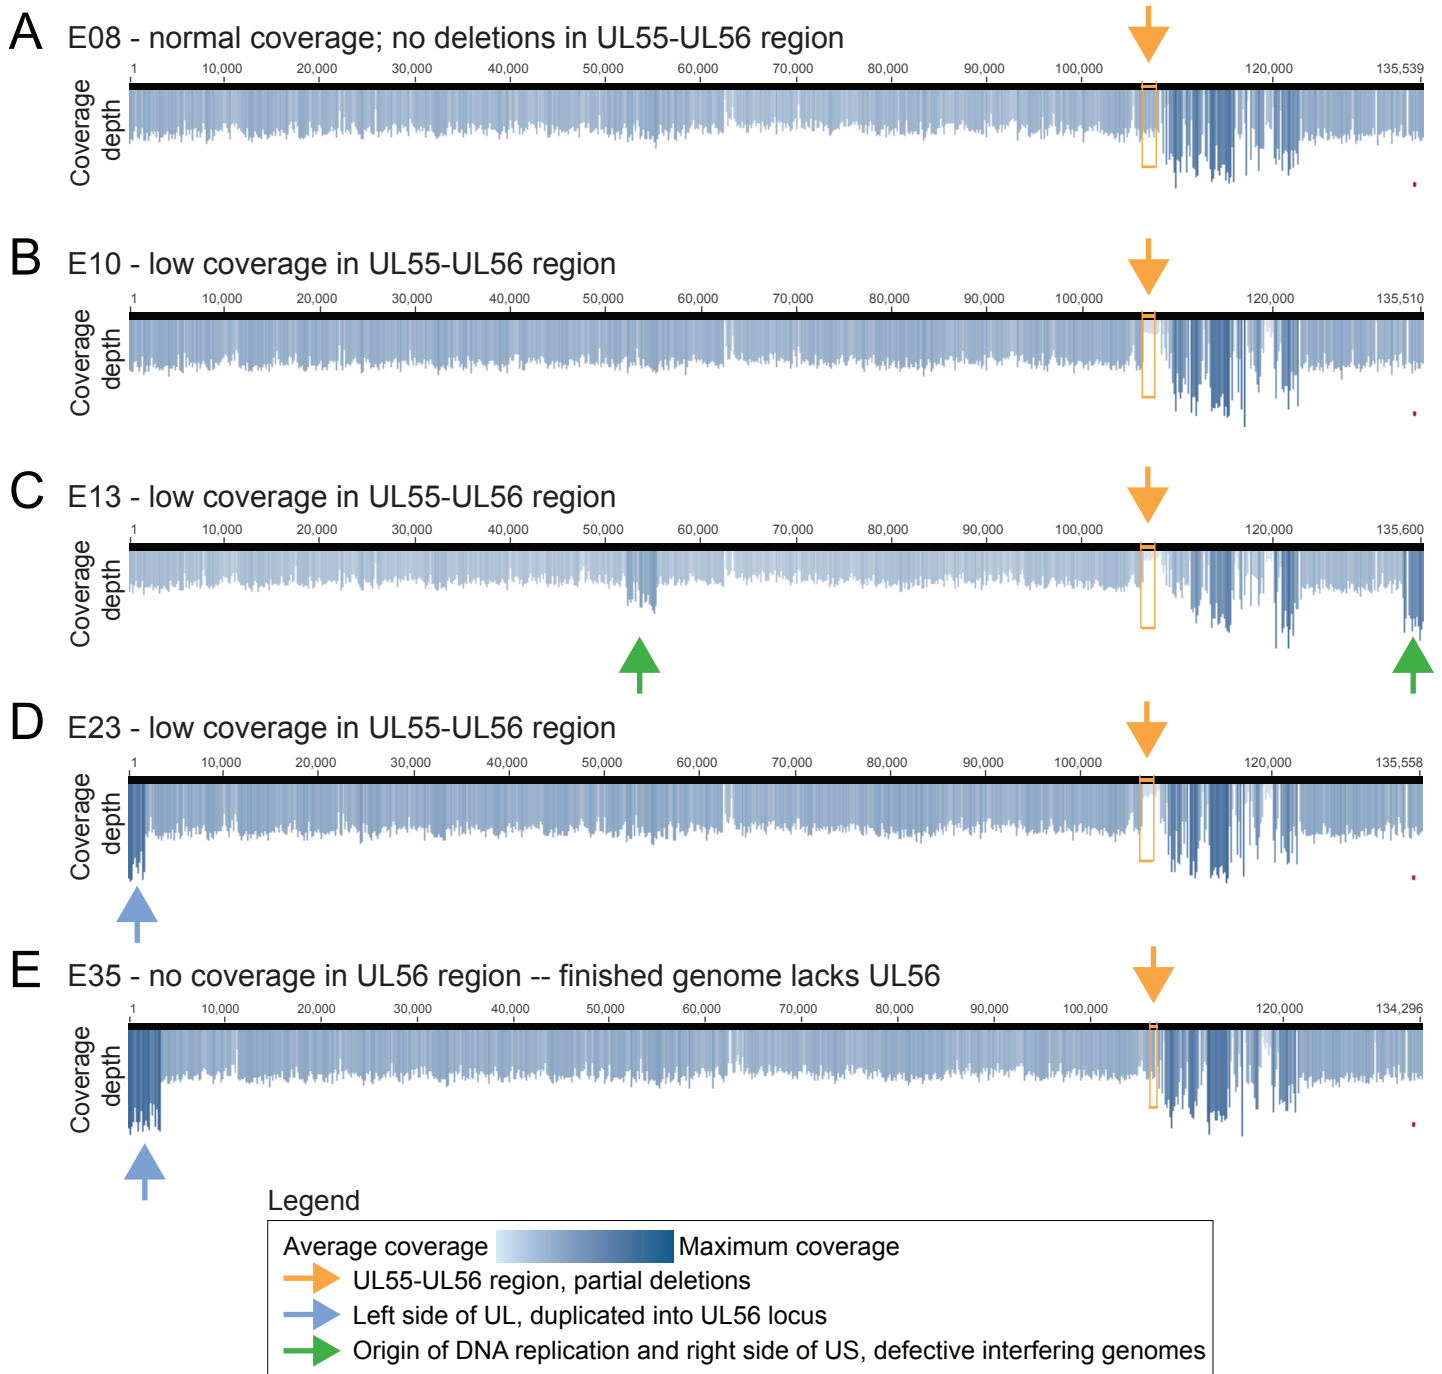 A E08 - normal coverage; no deletions in UL55-UL56 region
1 10,000 20,000 30,000 40,000 50,000 60,000 70,000 80,000 90,000 100,000 120,000 135,539
Coverage
depth
B E10 - low coverage in UL55-UL56 region
1 10,000 20,000 30,000 40,000 50,000 60,000 70,000 80,000 90,000 100,000 120,000 135,510
Coverage
depth
C E13 - low coverage in UL55-UL56 region
1 10,000 20,000 30,000 40,000 50,000 60,000 70,000 80,000 90,000 100,000 120,000 135,600
Coverage
depth
D E23 - low coverage in UL55-UL56 region
1 10,000 20,000 30,000 40,000 50,000 60,000 70,000 80,000 90,000 100,000 120,000 135,558
Coverage
depth
E E35 - no coverage in UL56 region -- finished genome lacks UL56
1 10,000 20,000 30,000 40,000 50,000 60,000 70,000 80,000 90,000 100,000 120,000 134,296
Coverage
depth
Legend
Average coverage Maximum coverage
UL55-UL56 region, partial deletions
Left side of UL, duplicated into UL56 locus
Origin of DNA replication and right side of US, defective interfering genomes